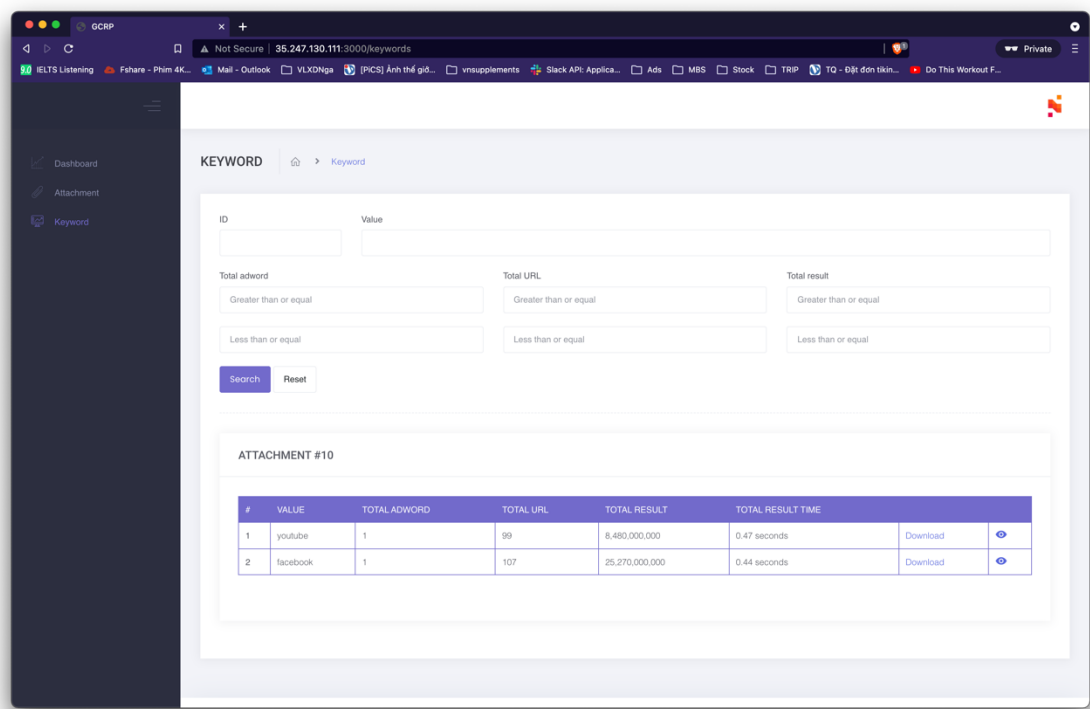 GCRP
Not Secure 35.247.130.111:3000/keywords
Private
9.0 IELTS Listening Fshare - Phim 4K... Mail - Outlook VLXDNga [PiCS] Ảnh thế giớ... vnsupplements Slack API: Applica... Ads MBS Stock TRIP TQ - Đặt đơn tikin... Do This Workout F...
Dashboard
Attachment
Keyword
KEYWORD Keyword
ID Value
Total adword Total URL Total result
Greater than or equal Greater than or equal Greater than or equal
Less than or equal Less than or equal Less than or equal
Search Reset
ATTACHMENT #10
# VALUE TOTAL ADWORD TOTAL URL TOTAL RESULT TOTAL RESULT TIME
1 youtube 1 99 8,480,000,000 0.47 seconds Download
2 facebook 1 107 25,270,000,000 0.44 seconds Download